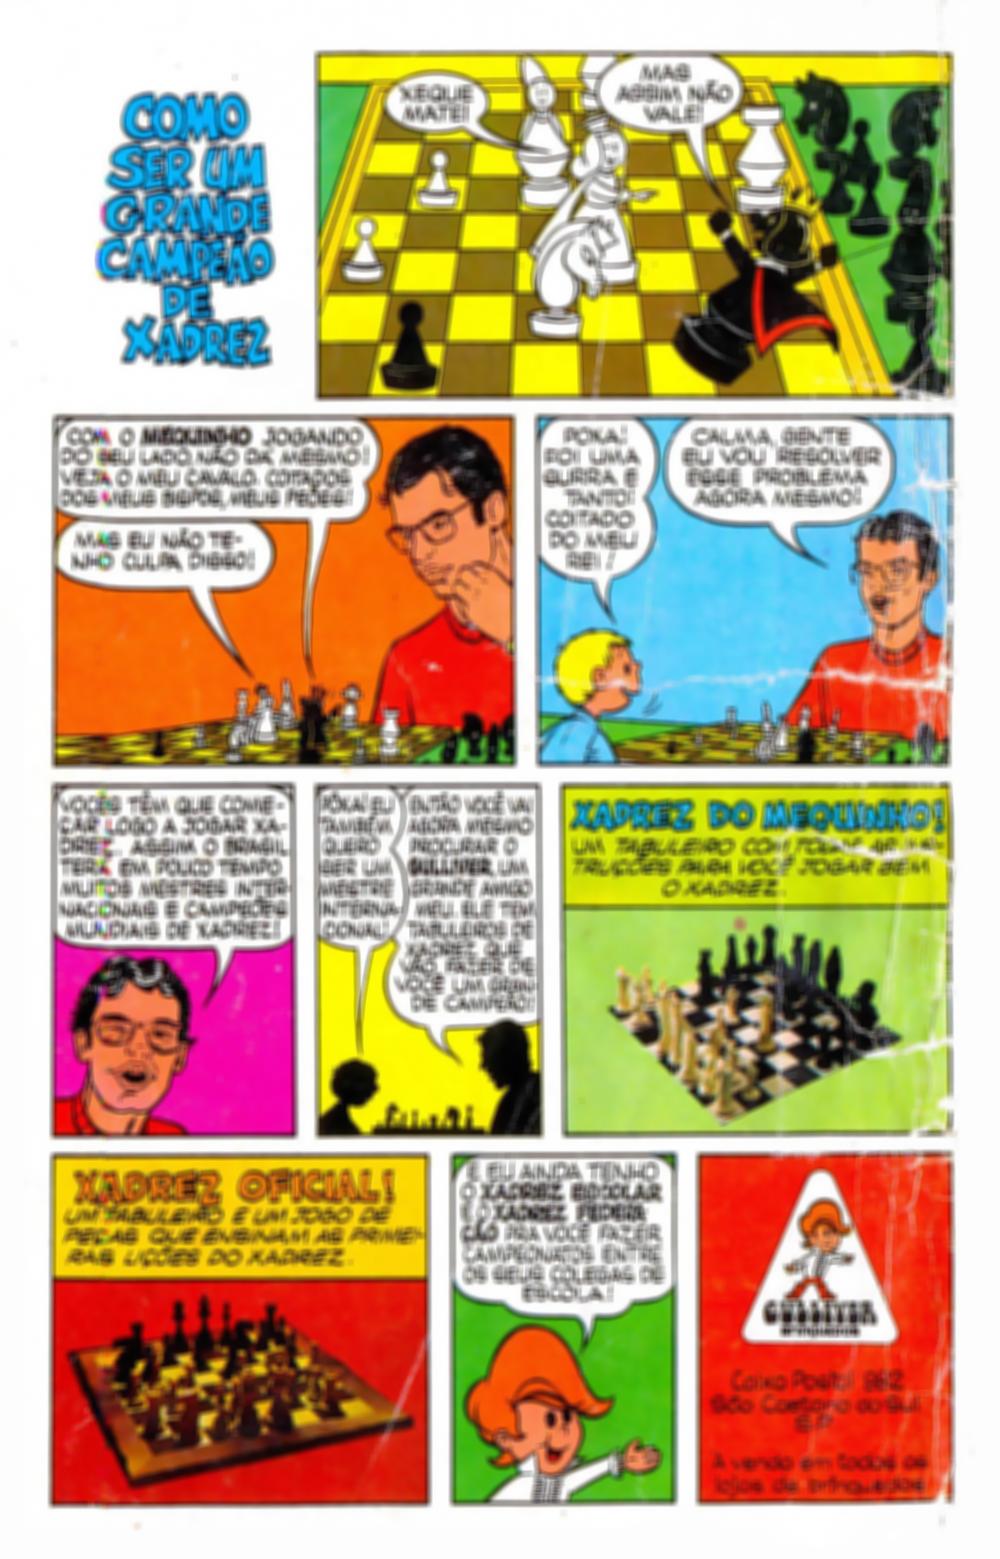 COMO
SER UM
GRANDE
CAMPEÃO
DE
XADREZ
XEQUE
MATE!
MAS
ASSIM NÃO
VALE!
COM O MEQUINHO JOGANDO
DO SEU LADO, NÃO DÁ MESMO!
VEJA O MEU CAVALO. COITADOS
DOS MEUS BISPOS, MEUS PEÕES!
MAS EU NÃO TE-
NHO CULPA DISSO!
POXA!
FOI UMA
SURRA E
TANTO!
COITADO
DO MEU
REI!
CALMA, GENTE
EU VOU RESOLVER
ESSE PROBLEMA
AGORA MESMO!
VOCÊS TÊM QUE COME-
ÇAR LOGO A JOGAR XA-
DREZ. ASSIM O BRASIL
TERÁ EM POUCO TEMPO
MUITOS MESTRES INTER-
NACIONAIS E CAMPEÕES
MUNDIAIS DE XADREZ!
PÔXA! EU
TAMBÉM
QUERO
SER UM
MESTRE
INTERNA-
CIONAL!
ENTÃO VOCÊ VAI
AGORA MESMO
PROCURAR O
GULLIVER, UM
GRANDE AMIGO
MEU. ELE TEM
TABULEIROS DE
XADREZ QUE
VÃO FAZER DE
VOCÊ UM GRAN-
DE CAMPEÃO!
XADREZ DO MEQUINHO!
UM TABULEIRO COM TODAS AS INS-
TRUÇÕES PARA VOCÊ JOGAR BEM
O XADREZ.
XADREZ OFICIAL!
UM TABULEIRO E UM JOGO DE
PEÇAS QUE ENSINAM AS PRIMEI-
RAS LIÇÕES DO XADREZ.
E EU AINDA TENHO
O XADREZ ESCOLAR
E O XADREZ FEDERA-
ÇÃO PRA VOCÊ FAZER
CAMPEONATOS ENTRE
OS SEUS COLEGAS DE
ESCOLA!
GULLIVER
brinquedos
Caixa Postal
São Caetano do Sul
SP
A venda em todas as
lojas de brinquedos